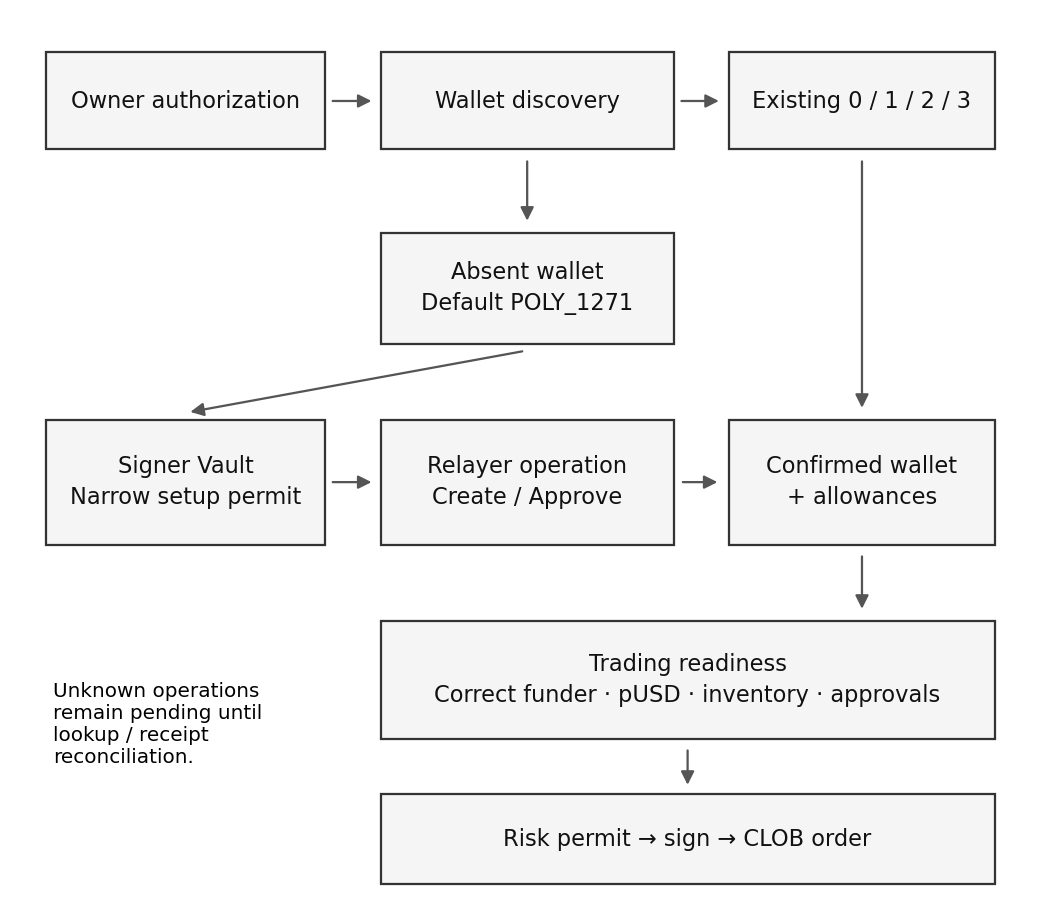 Owner authorization
Wallet discovery
Existing 0 / 1 / 2 / 3
Absent wallet
Default POLY_1271
Signer Vault
Narrow setup permit
Relayer operation
Create / Approve
Confirmed wallet
+ allowances
Trading readiness
Correct funder · pUSD · inventory · approvals
Unknown operations
remain pending until
lookup / receipt
reconciliation.
Risk permit → sign → CLOB order